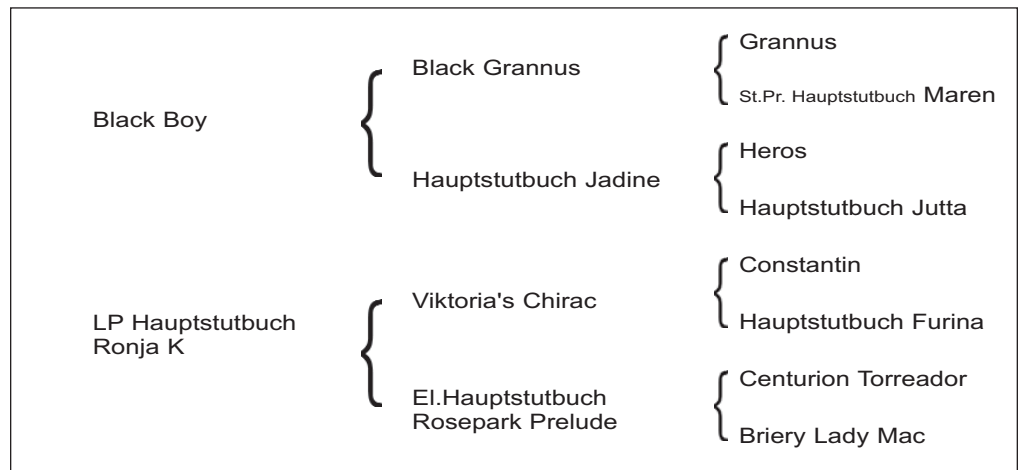 Black Boy
LP Hauptstutbuch
Ronja K
Black Grannus
Hauptstutbuch Jadine
Viktoria's Chirac
El.Hauptstutbuch
Rosepark Prelude
Grannus
St.Pr. Hauptstutbuch Maren
Heros
Hauptstutbuch Jutta
Constantin
Hauptstutbuch Furina
Centurion Torreador
Briery Lady Mac